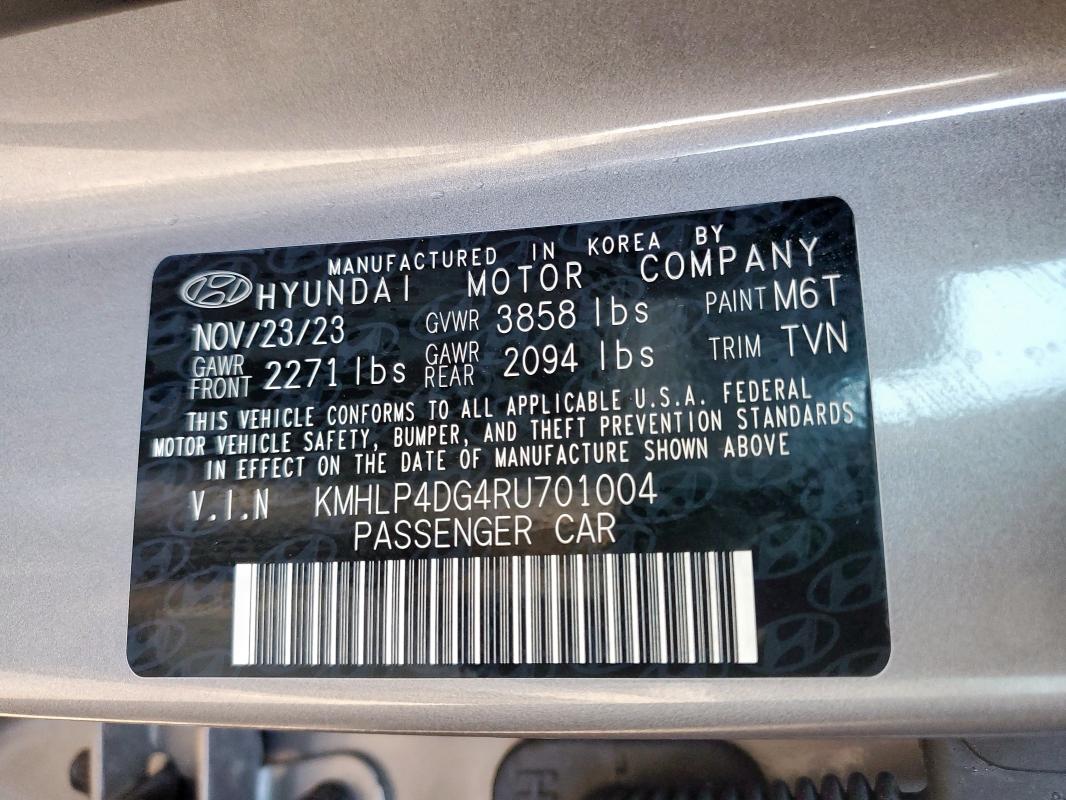 MANUFACTURED IN KOREA BY
HYUNDAI MOTOR COMPANY
NOV/23/23 GVWR 3858 lbs PAINT M6T
GAWR FRONT 2271 lbs GAWR REAR 2094 lbs TRIM TVN
THIS VEHICLE CONFORMS TO ALL APPLICABLE U.S.A. FEDERAL
MOTOR VEHICLE SAFETY, BUMPER, AND THEFT PREVENTION STANDARDS
IN EFFECT ON THE DATE OF MANUFACTURE SHOWN ABOVE
V.I.N KMHLP4DG4RU701004
PASSENGER CAR